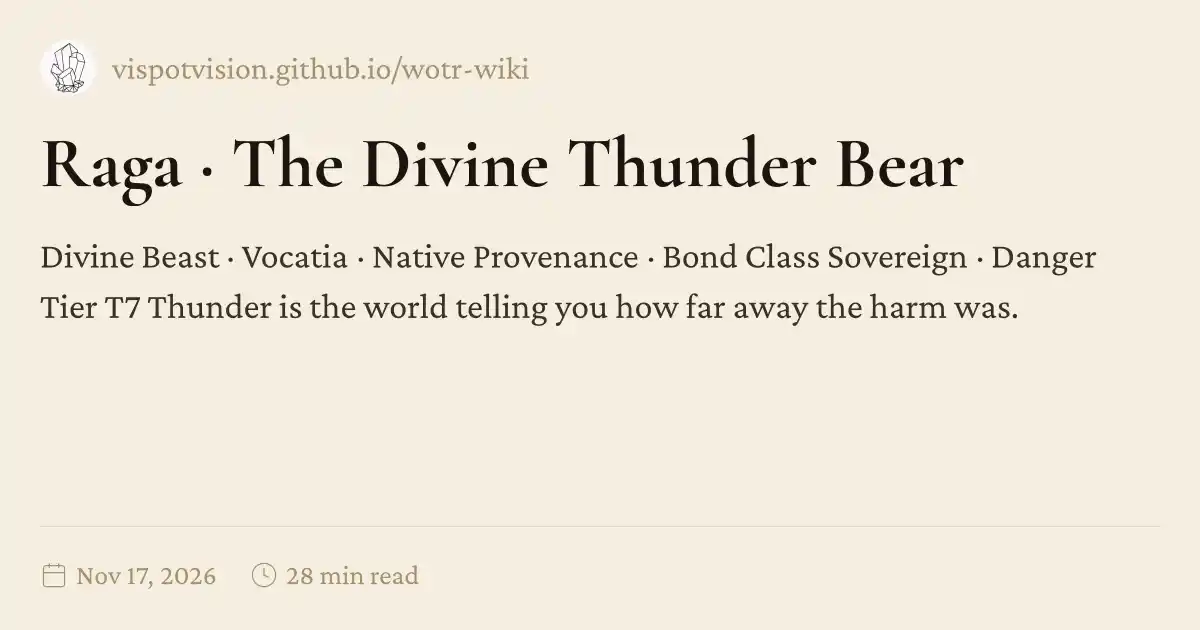 vispotvision.github.io/wotr-wiki
Raga · The Divine Thunder Bear
Divine Beast · Vocatia · Native Provenance · Bond Class Sovereign · Danger
Tier T7 Thunder is the world telling you how far away the harm was.
Nov 17, 2026
28 min read